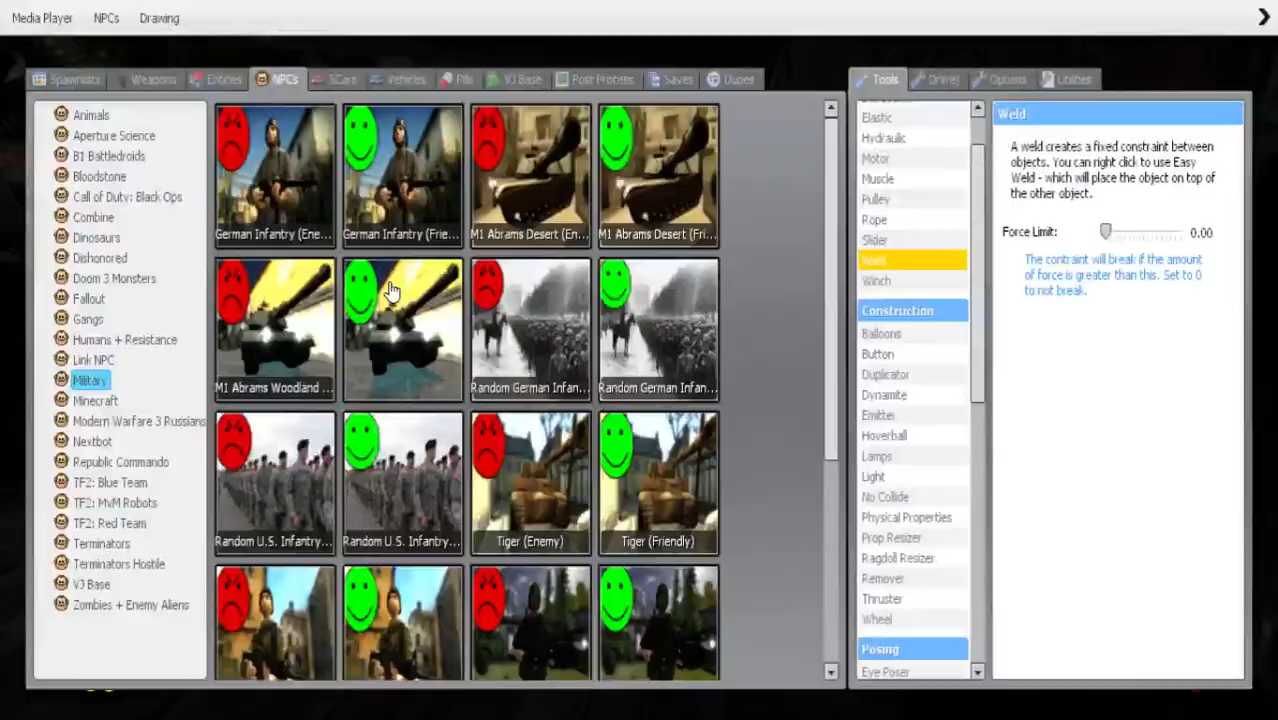 Media Player NPCs Drawing
Spawnlists Weapons Entities NPCs SCars Vehicles Pills VJ Base Post Process Saves Dupes
Tools Drive Options Utilities
Animals
Aperture Science
B1 Battledroids
Bloodstone
Call of Duty: Black Ops
Combine
Dinosaurs
Dishonored
Doom 3 Monsters
Fallout
Gangs
Humans + Resistance
Link NPC
Military
Minecraft
Modern Warfare 3 Russians
Nextbot
Republic Commando
TF2: Blue Team
TF2: MvM Robots
TF2: Red Team
Terminators
Terminators Hostile
VJ Base
Zombies + Enemy Aliens
German Infantry (Ene...
German Infantry (Frie...
M1 Abrams Desert (En...
M1 Abrams Desert (Fri...
M1 Abrams Woodland ...
Random German Infan...
Random German Infan...
Random U.S. Infantry...
Random U.S. Infantry...
Tiger (Enemy)
Tiger (Friendly)
Elastic
Hydraulic
Motor
Muscle
Pulley
Rope
Slider
Weld
Winch
Construction
Balloons
Button
Duplicator
Dynamite
Emitter
Hoverball
Lamps
Light
No Collide
Physical Properties
Prop Resizer
Ragdoll Resizer
Remover
Thruster
Wheel
Posing
Eye Poser
Weld
A weld creates a fixed constraint between
objects. You can right click to use Easy
Weld - which will place the object on top of
the other object.
Force Limit: 0.00
The contraint will break if the amount
of force is greater than this. Set to 0
to not break.